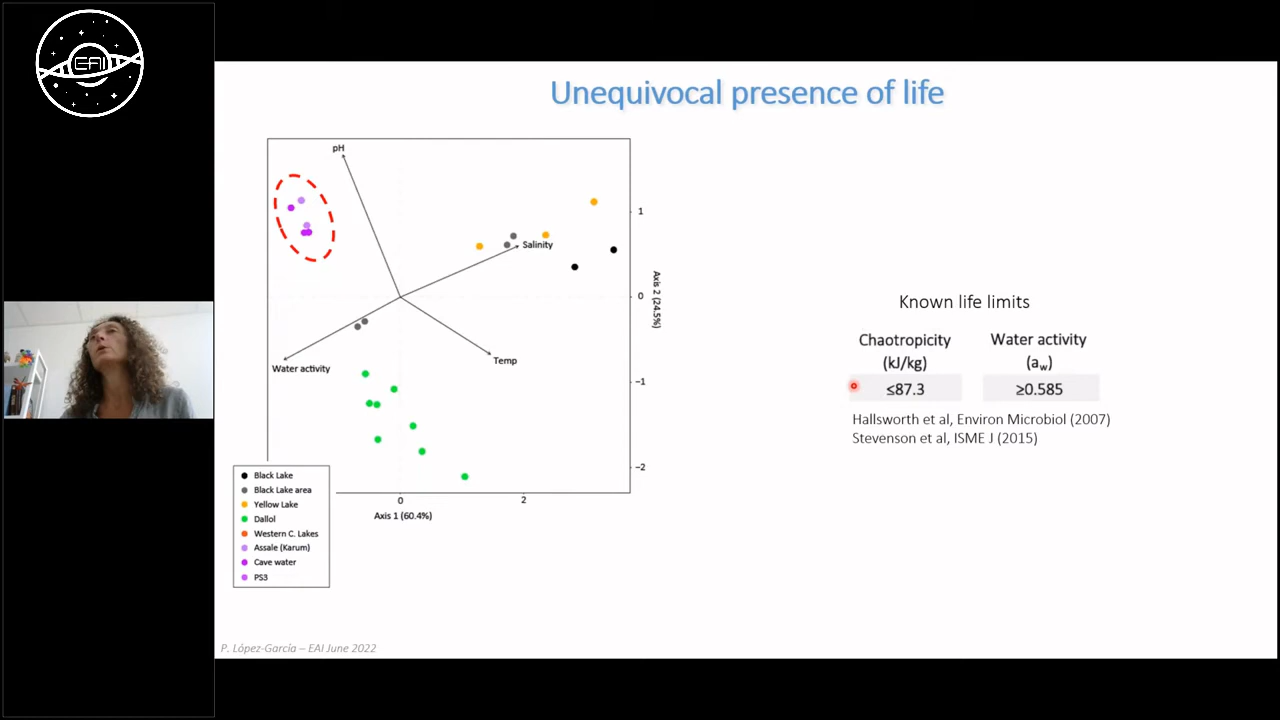 EAI
Unequivocal presence of life
pH
1
Salinity
0
Axis 2 (24.5%)
Water activity
Temp
−1
−2
0
2
Axis 1 (60.4%)
Black Lake
Black Lake area
Yellow Lake
Dallol
Western C. Lakes
Assale (Karum)
Cave water
PS3
Known life limits
Chaotropicity
(kJ/kg)
Water activity
(aw)
≤87.3
≥0.585
Hallsworth et al, Environ Microbiol (2007)
Stevenson et al, ISME J (2015)
P. López-García – EAI June 2022